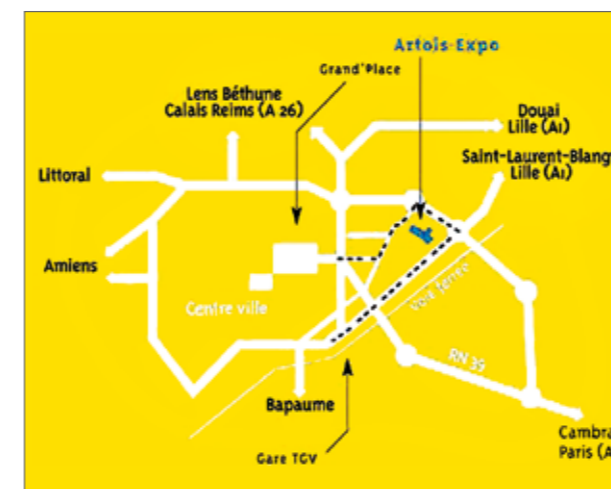 Artois-Expo
Grand'Place
Lens Béthune
Calais Reims (A 26)
Douai
Lille (A1)
Saint-Laurent-Blang
Lille (A1)
Littoral
Amiens
Centre ville
Voie ferrée
RN 39
Bapaume
Cambra
Paris (A
Gare TGV